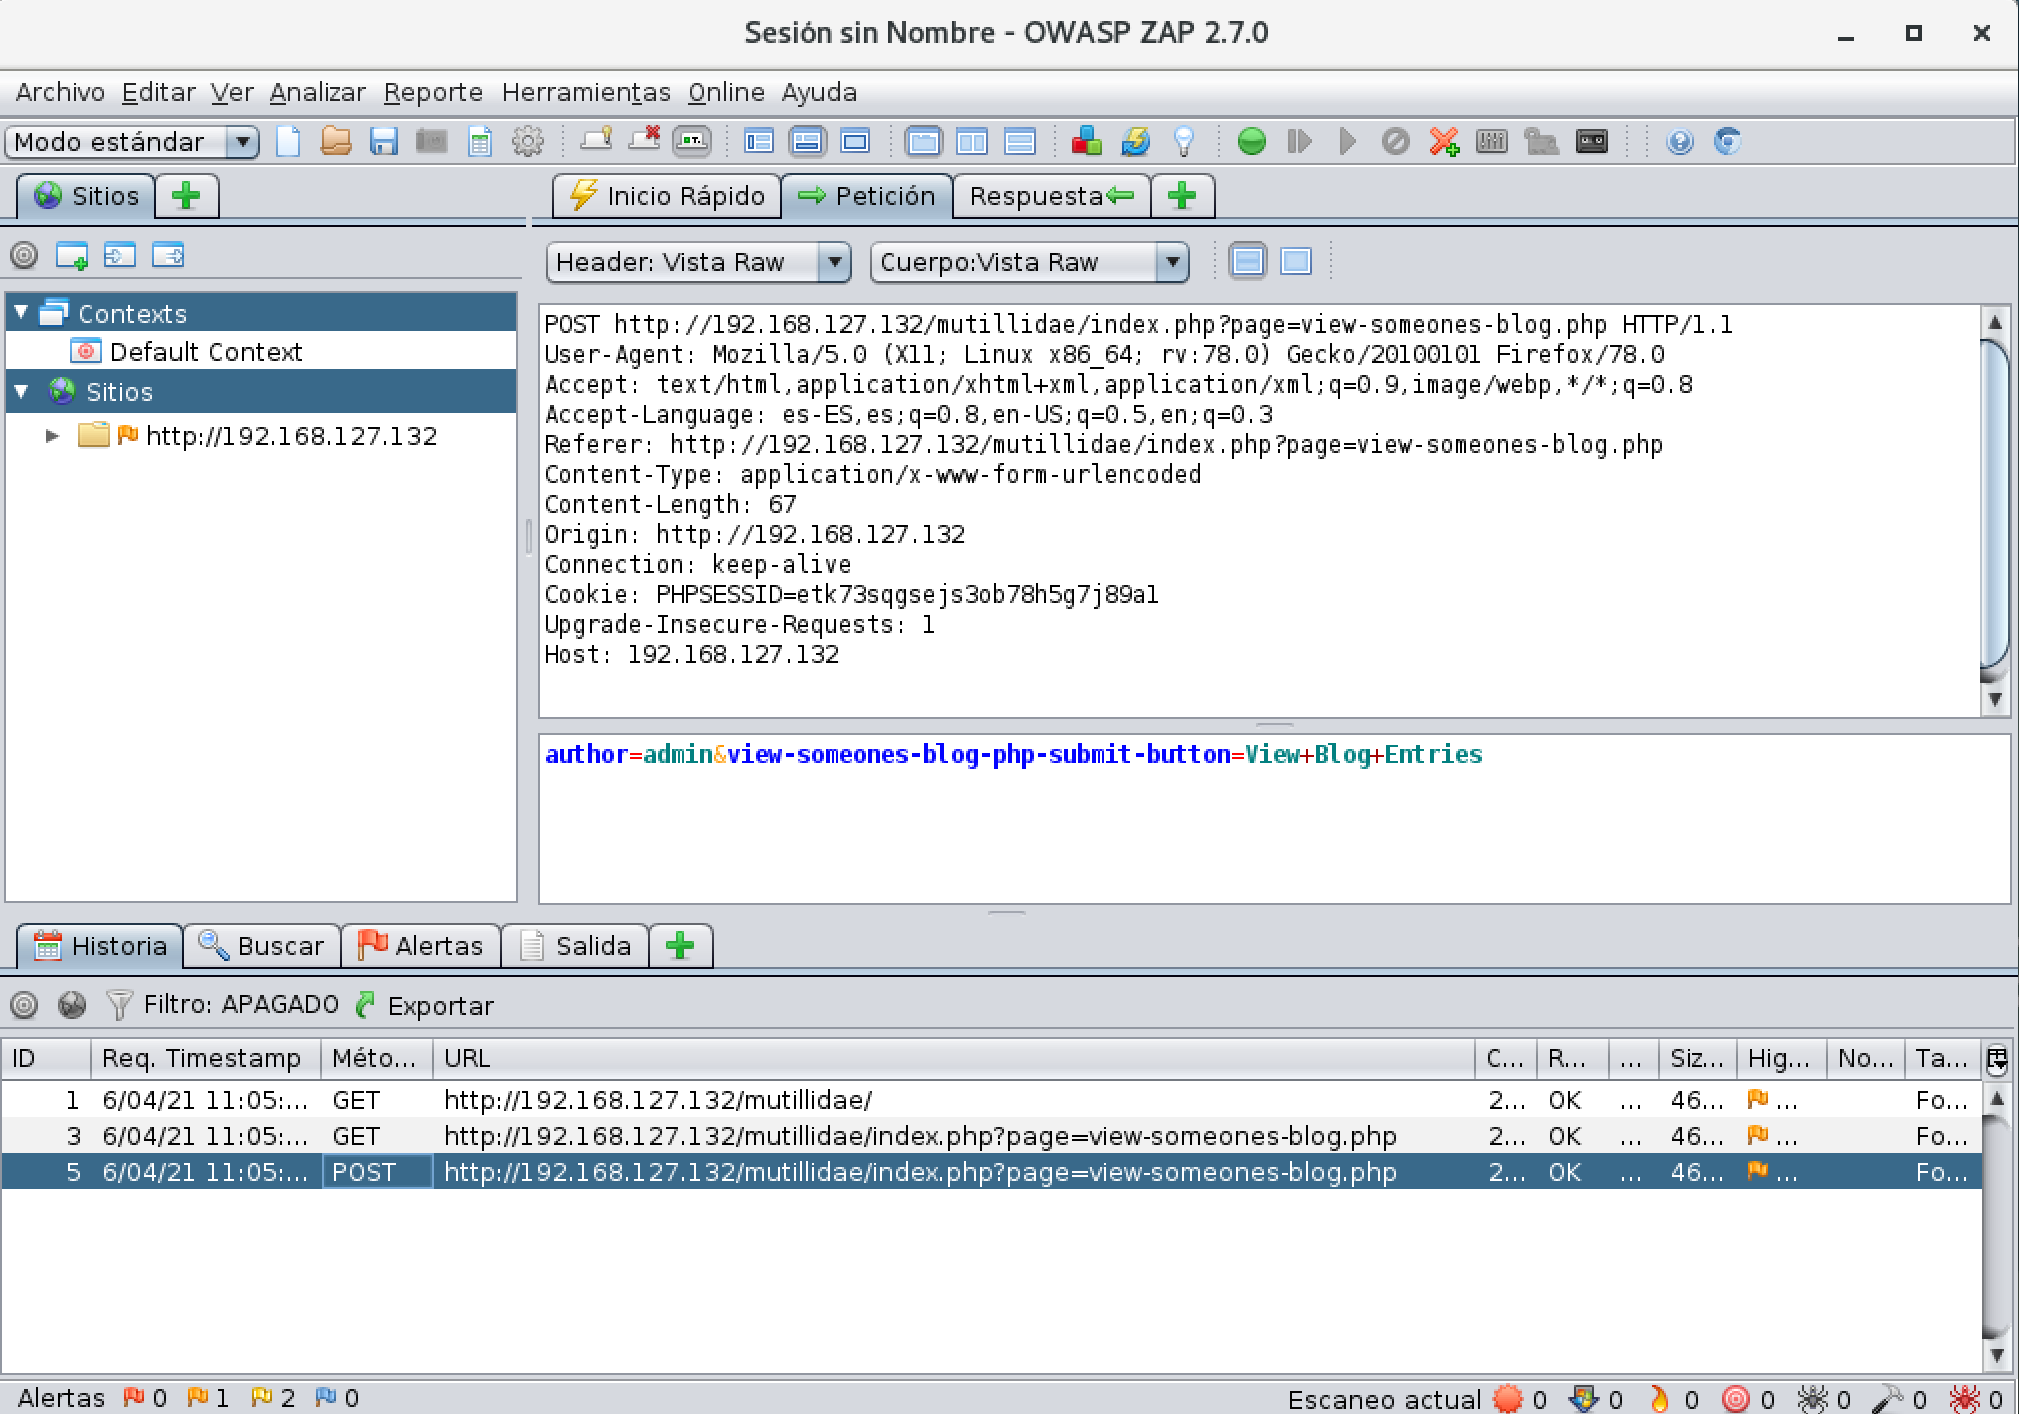 Sesión sin Nombre - OWASP ZAP 2.7.0
Archivo Editar Ver Analizar Reporte Herramientas Online Ayuda
Modo estándar
Sitios
Inicio Rápido Petición Respuesta
Header: Vista Raw Cuerpo:Vista Raw
Contexts
Default Context
Sitios
http://192.168.127.132
POST http://192.168.127.132/mutillidae/index.php?page=view-someones-blog.php HTTP/1.1
User-Agent: Mozilla/5.0 (X11; Linux x86_64; rv:78.0) Gecko/20100101 Firefox/78.0
Accept: text/html,application/xhtml+xml,application/xml;q=0.9,image/webp,*/*;q=0.8
Accept-Language: es-ES,es;q=0.8,en-US;q=0.5,en;q=0.3
Referer: http://192.168.127.132/mutillidae/index.php?page=view-someones-blog.php
Content-Type: application/x-www-form-urlencoded
Content-Length: 67
Origin: http://192.168.127.132
Connection: keep-alive
Cookie: PHPSESSID=etk73sqgsejs3ob78h5g7j89a1
Upgrade-Insecure-Requests: 1
Host: 192.168.127.132
author=admin&view-someones-blog-php-submit-button=View+Blog+Entries
Historia Buscar Alertas Salida
Filtro: APAGADO Exportar
ID Req. Timestamp Méto... URL C... R... ... Siz... Hig... No... Ta...
1 6/04/21 11:05:... GET http://192.168.127.132/mutillidae/ 2... OK ... 46... ... Fo...
3 6/04/21 11:05:... GET http://192.168.127.132/mutillidae/index.php?page=view-someones-blog.php 2... OK ... 46... ... Fo...
5 6/04/21 11:05:... POST http://192.168.127.132/mutillidae/index.php?page=view-someones-blog.php 2... OK ... 46... ... Fo...
Alertas 0 1 2 0 Escaneo actual 0 0 0 0 0 0 0